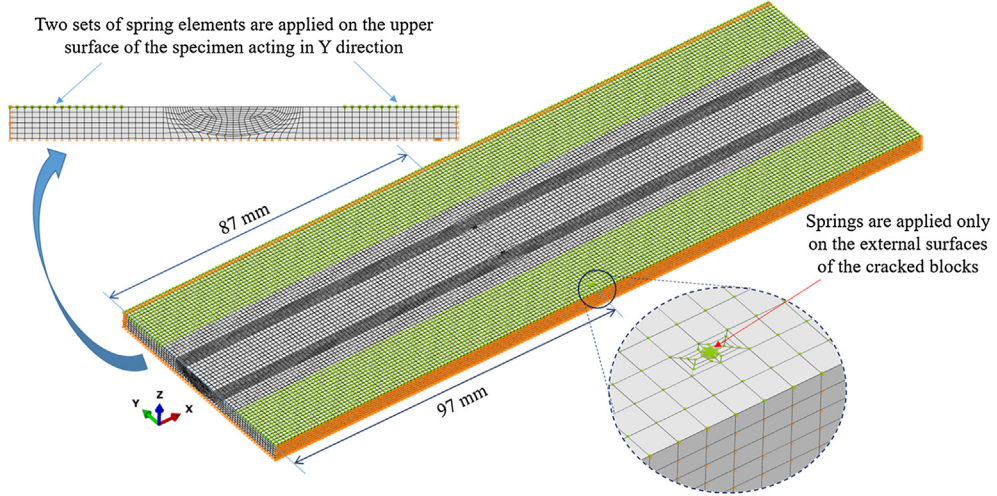 Two sets of spring elements are applied on the upper
surface of the specimen acting in Y direction
87 mm
Springs are applied only
on the external surfaces
of the cracked blocks
97 mm
Z
Y
X